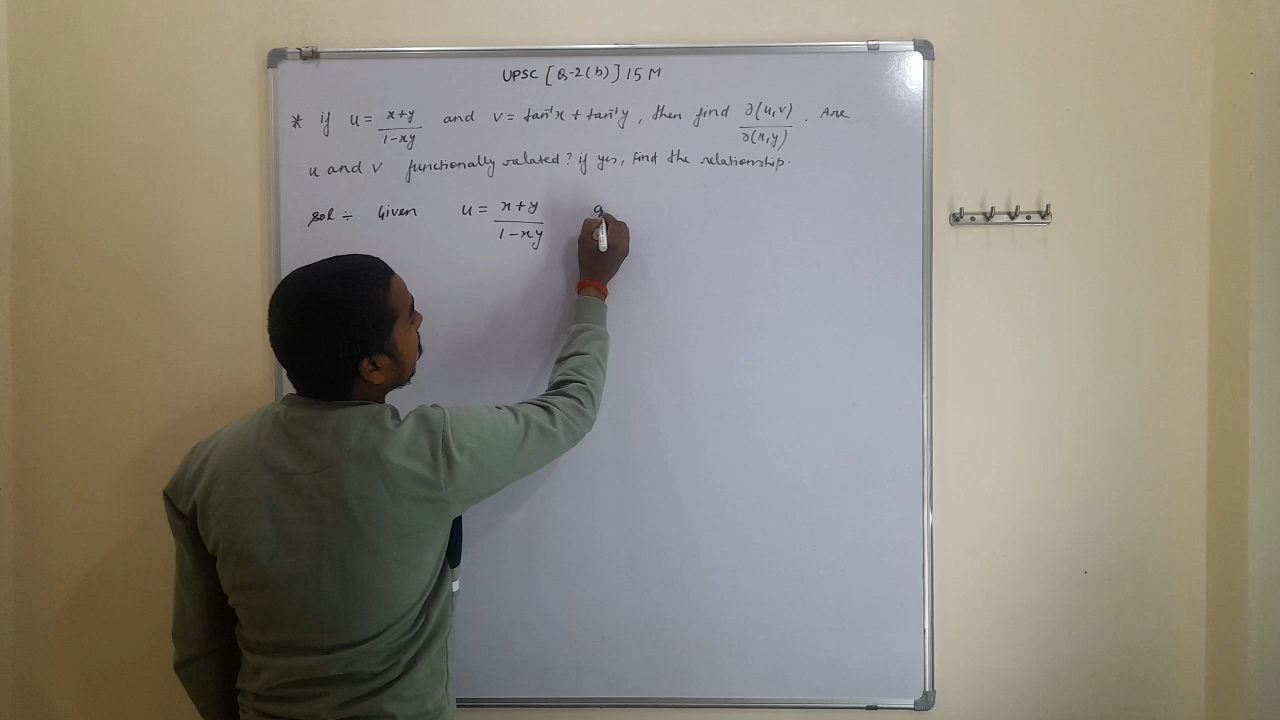 UPSC [Q-2(b)] 15 M
* if u = x+y/1-xy and v = tan⁻¹x + tan⁻¹y, then find ∂(u,v)/∂(x,y). Are
u and v functionally related? if yes, find the relationship.
Sol ÷ Given u = x+y/1-xy